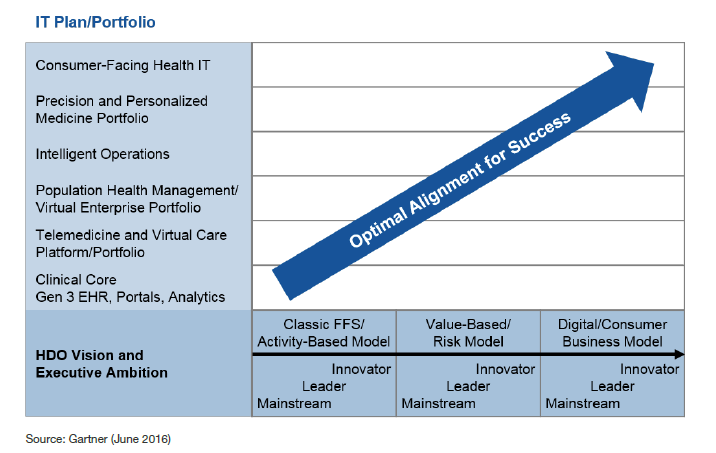 IT Plan/Portfolio
Consumer-Facing Health IT
Precision and Personalized
Medicine Portfolio
Intelligent Operations
Population Health Management/
Virtual Enterprise Portfolio
Telemedicine and Virtual Care
Platform/Portfolio
Clinical Core
Gen 3 EHR, Portals, Analytics
Optimal Alignment for Success
HDO Vision and
Executive Ambition
Classic FFS/
Activity-Based Model
Innovator
Leader
Mainstream
Value-Based/
Risk Model
Innovator
Leader
Mainstream
Digital/Consumer
Business Model
Innovator
Leader
Mainstream
Source: Gartner (June 2016)